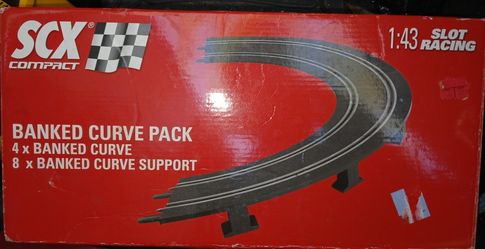 SCX®
COMPACT
1:43 SLOT
RACING
BANKED CURVE PACK
4 x BANKED CURVE
8 x BANKED CURVE SUPPORT